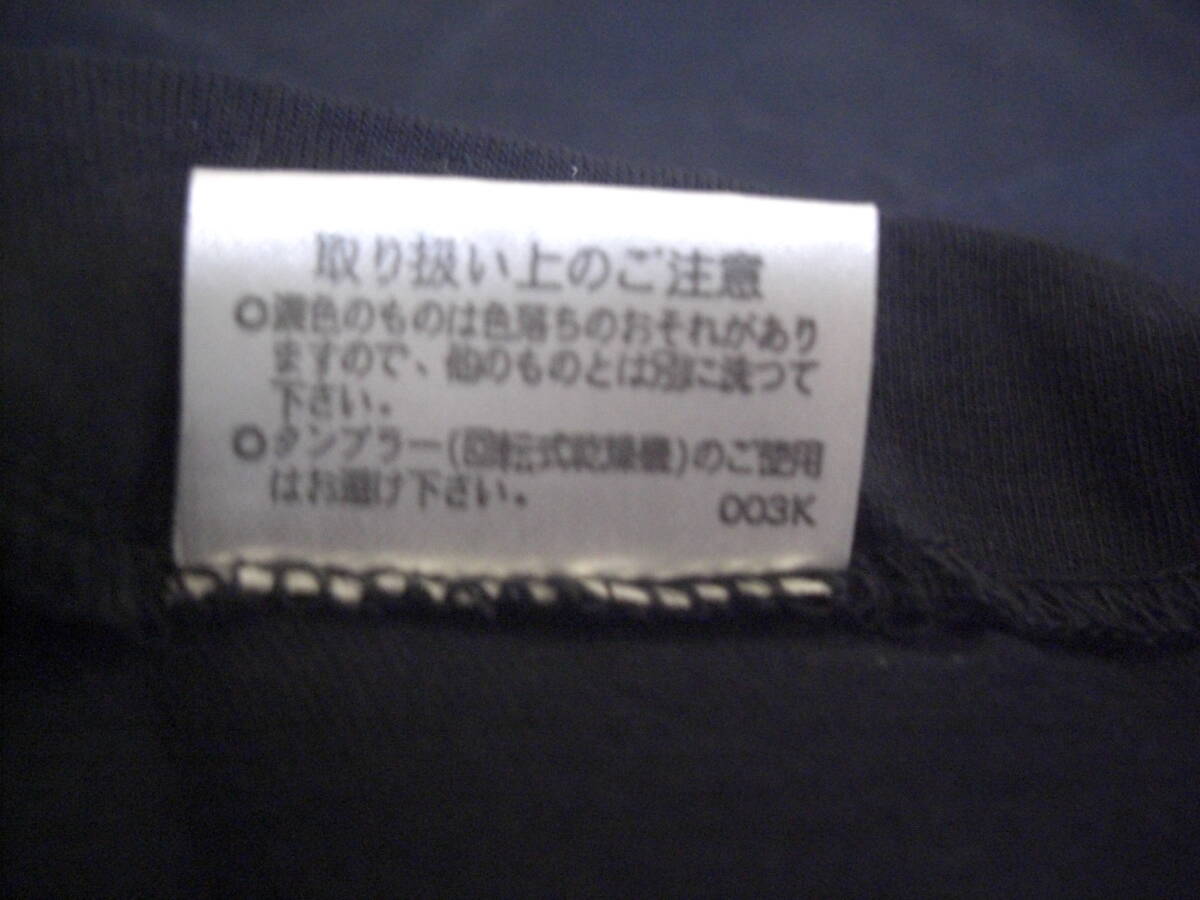 取り扱い上のご注意
◎濃色のものは色落ちのおそれがあり
ますので、他のものとは別に洗つて
下さい。
◎タンブラー(回転式乾燥機)のご使用
はお避け下さい。
003K